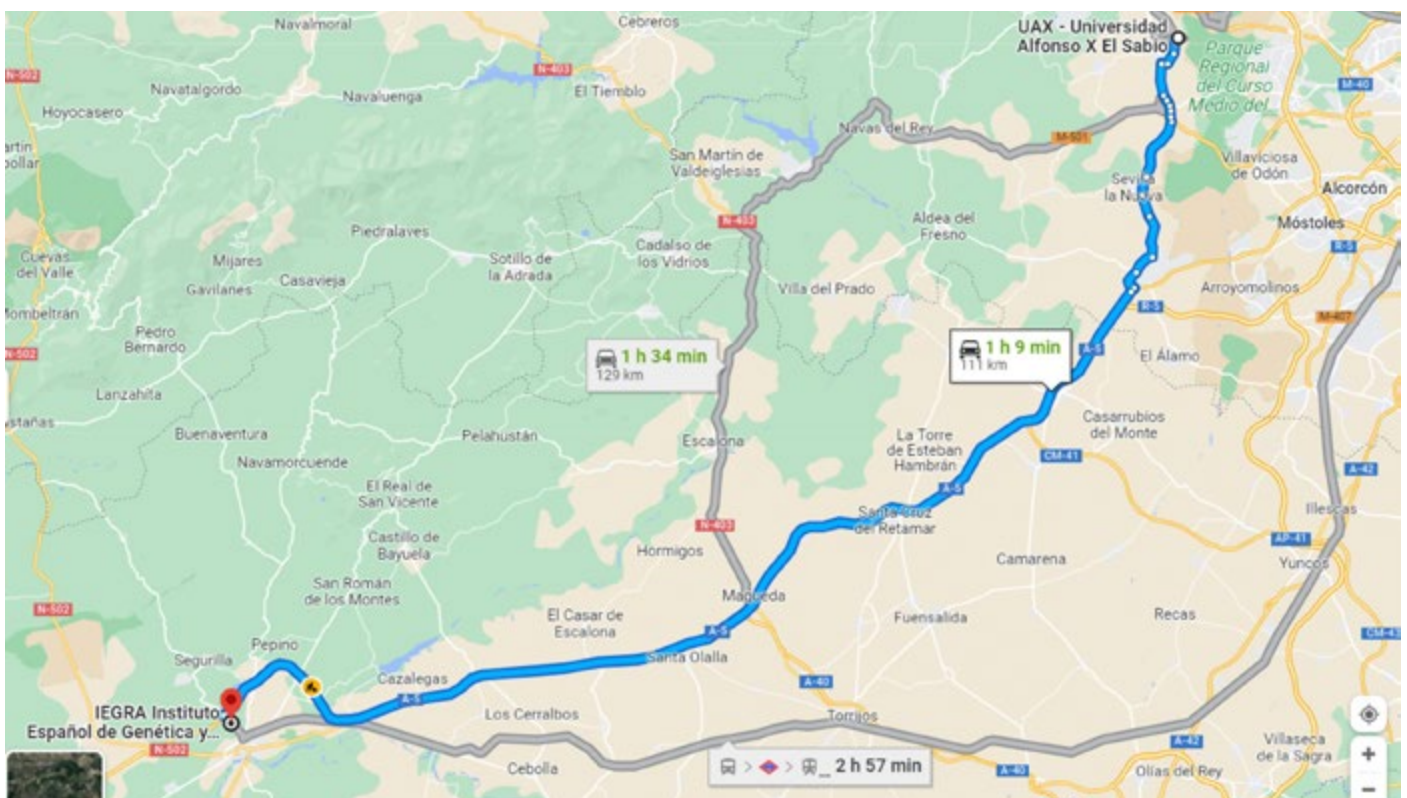 Navalmoral
Cebreros
UAX - Universidad
Alfonso X El Sabio
N-502
N-403
Parque
Regional
del Curso
Medio del
M-40
Navatalgordo
Navaluenga
El Tiemblo
Hoyocasero
Navas del Rey
M-501
San Martín de
Valdeiglesias
Villaviciosa
de Odón
Sevilla
la Nueva
Alcorcón
N-403
Aldea del
Fresno
Móstoles
Piedralaves
Cadalso de
los Vidrios
R-5
Cuevas
del Valle
Mijares
Sotillo de
la Adrada
Casavieja
Gavilanes
Villa del Prado
Arroyomolinos
Mombeltrán
R-5
M-407
Pedro
Bernardo
N-502
1 h 34 min
129 km
1 h 9 min
111 km
A-5
El Álamo
Lanzahíta
Buenaventura
Pelahustán
Escalona
Casarrubios
del Monte
La Torre
de Esteban
Hambrán
CM-41
Navamorcuende
A-42
El Real de
San Vicente
A-5
Illescas
N-403
Santa Cruz
del Retamar
Castillo de
Bayuela
Hormigos
AP-41
Camarena
Yuncos
San Román
de los Montes
Maqueda
N-502
El Casar de
Escalona
Fuensalida
Recas
Pepino
A-5
CM-43
Segurilla
Santa Olalla
Cazalegas
A-40
A-5
IEGRA Instituto
Español de Genética y...
Los Cerralbos
Torrijos
N-502
A-42
Villaseca
de la Sagra
Cebolla
2 h 57 min
A-40
Olías del Rey